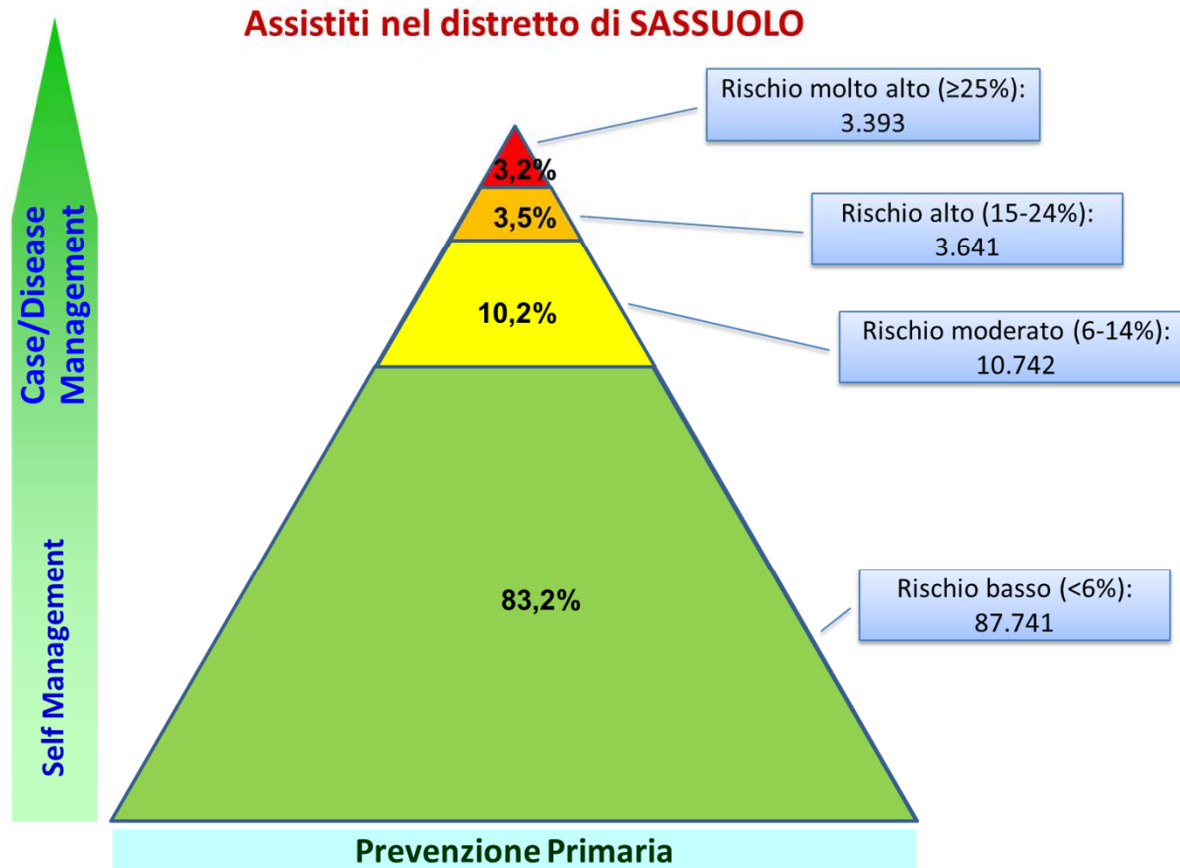 Assistiti nel distretto di SASSUOLO
Rischio molto alto (≥25%):
3.393
3,2%
Rischio alto (15-24%):
3.641
3,5%
Rischio moderato (6-14%):
10.742
10,2%
Rischio basso (<6%):
87.741
83,2%
Case/Disease
Management
Self Management
Prevenzione Primaria